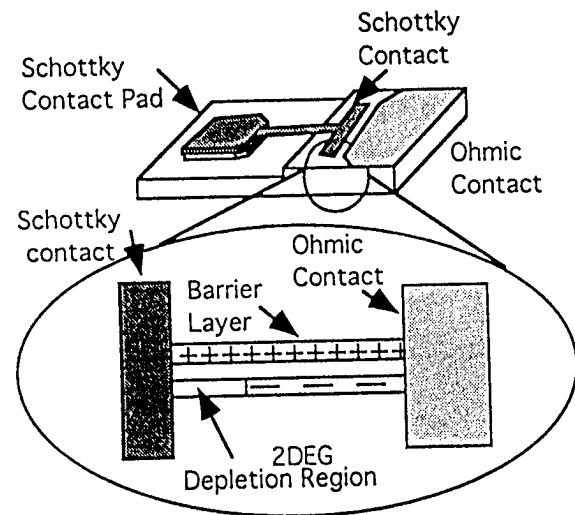 Schottky
Contact
Schottky
Contact Pad
Ohmic
Contact
Schottky
contact
Ohmic
Contact
Barrier
Layer
2DEG
Depletion Region